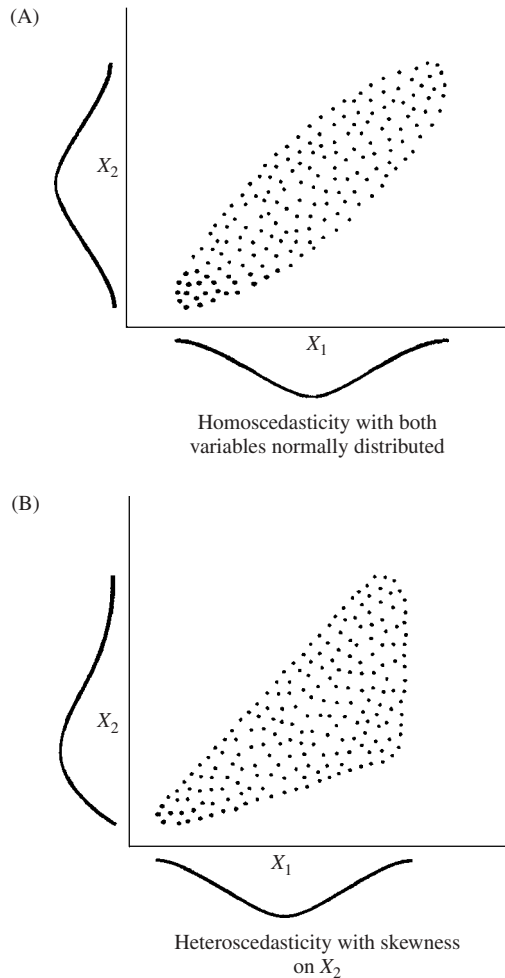 (A)
X₂
X₁
Homoscedasticity with both
variables normally distributed
(B)
X₂
X₁
Heteroscedasticity with skewness
on X₂